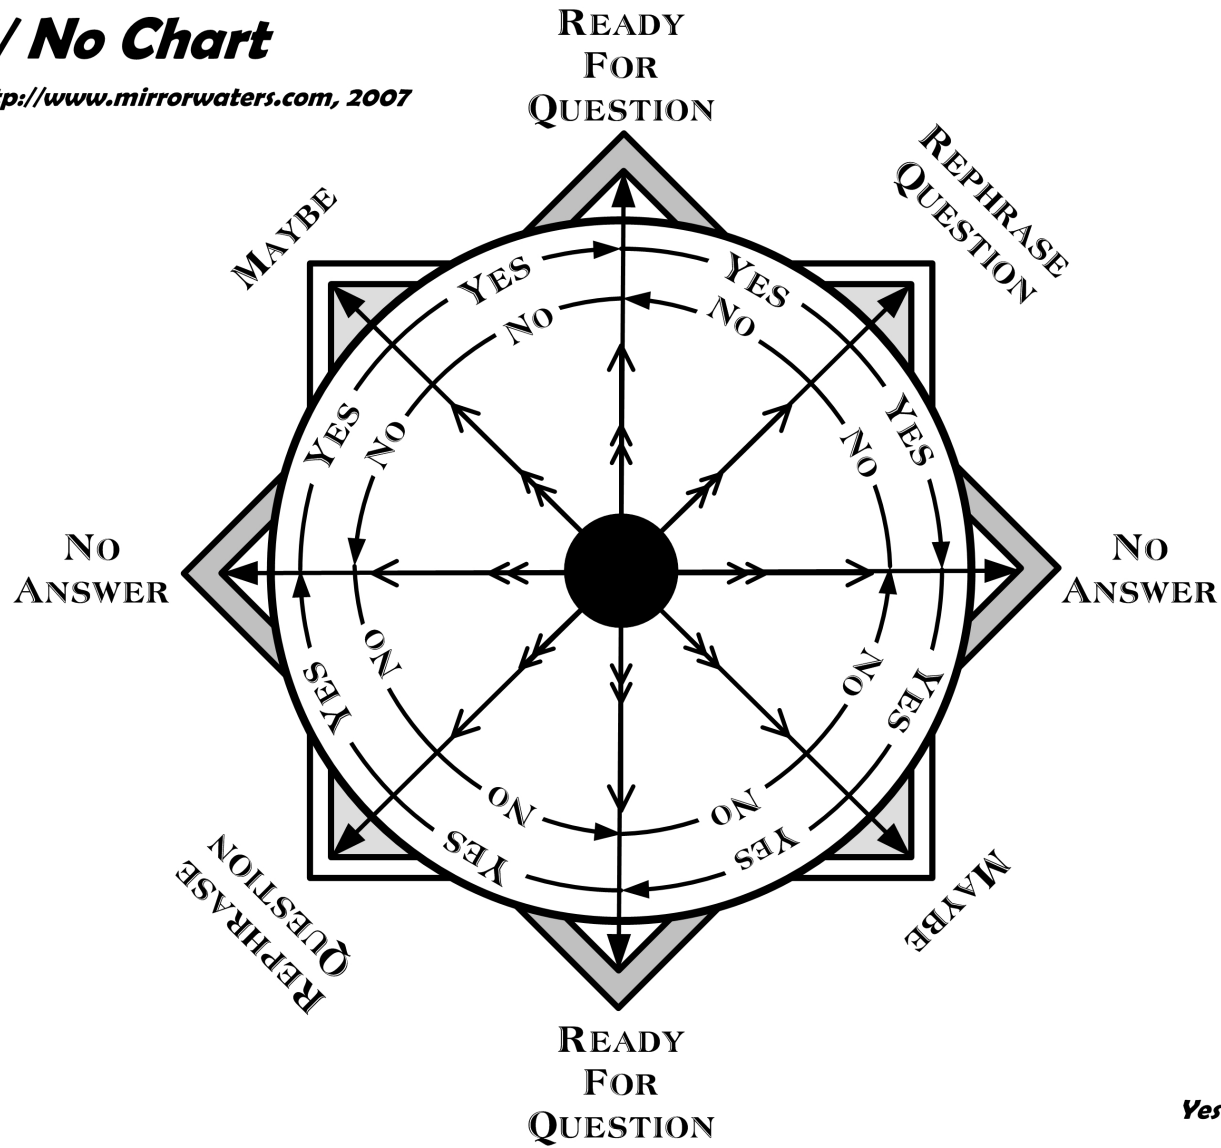 / No Chart
tp://www.mirrorwaters.com, 2007
READY
FOR
QUESTION
MAYBE
REPHRASE
QUESTION
YES
YES
NO
NO
YES
NO
NO
YES
NO
ANSWER
NO
ANSWER
YES
NO
NO
YES
NO
NO
YES
YES
REPHRASE
QUESTION
MAYBE
READY
FOR
QUESTION
Yes